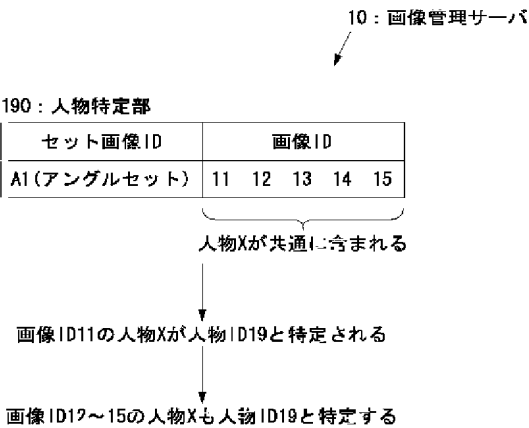 10：画像管理サーバ
190：人物特定部
セット画像ID 画像ID
A1(アングルセット) 11 12 13 14 15
人物Xが共通に含まれる
画像ID11の人物Xが人物ID19と特定される
画像ID12～15の人物Xも人物ID19と特定する